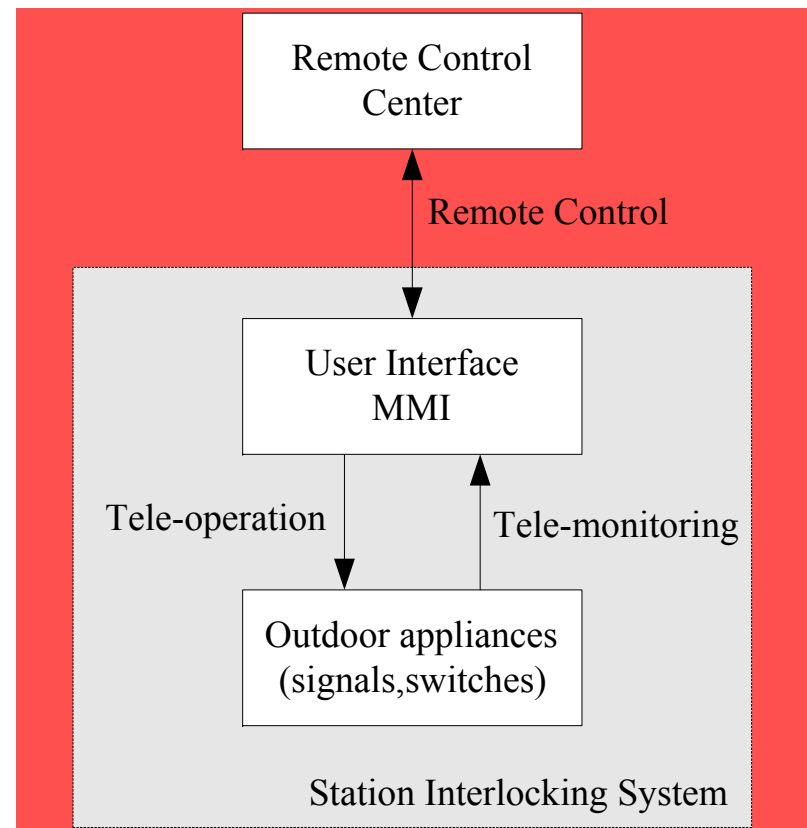 Remote Control
Center
Remote Control
User Interface
MMI
Tele-operation
Tele-monitoring
Outdoor appliances
(signals,switches)
Station Interlocking System